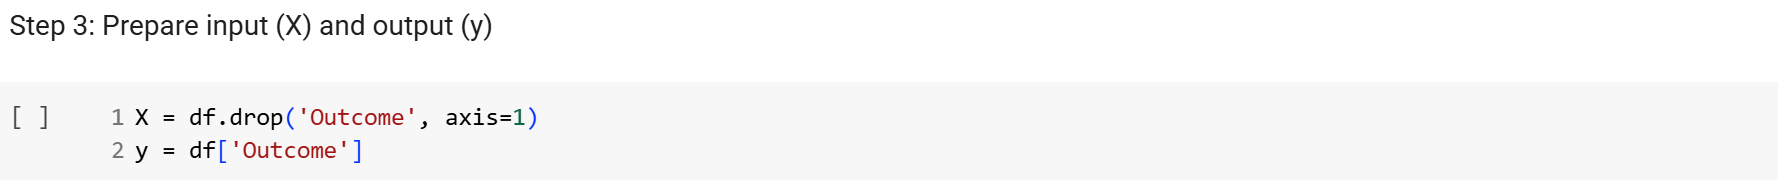 Step 3: Prepare input (X) and output (y)
[ ] 1 X = df.drop('Outcome', axis=1)
2 y = df['Outcome']